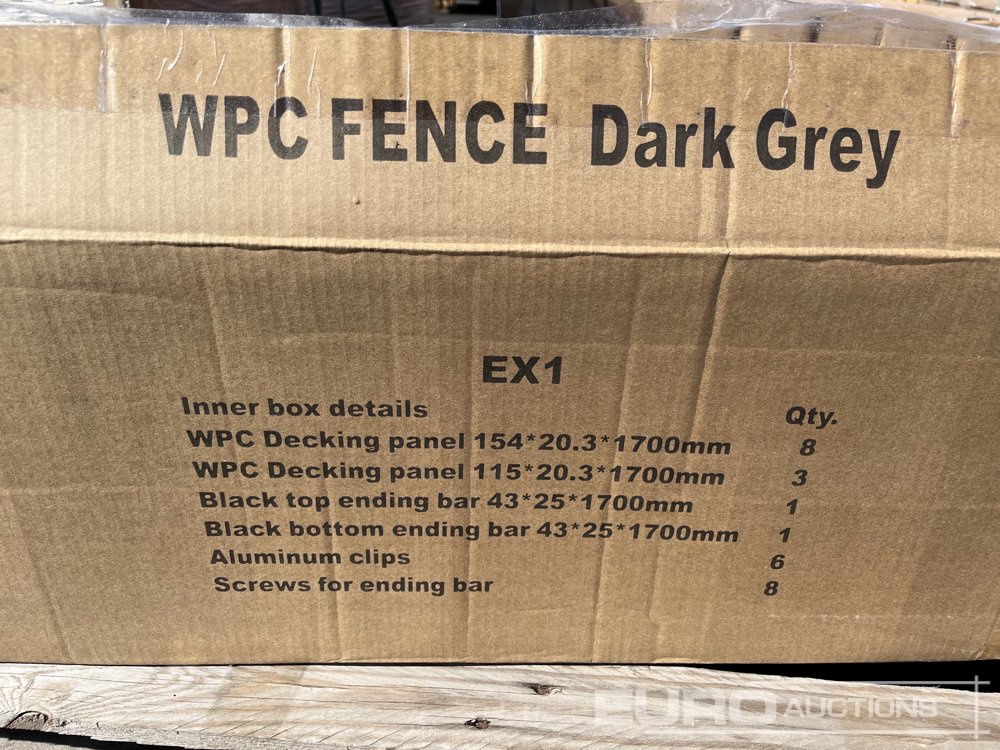 WPC FENCE Dark Grey
EX1
Inner box details Qty.
WPC Decking panel 154*20.3*1700mm 8
WPC Decking panel 115*20.3*1700mm 3
Black top ending bar 43*25*1700mm 1
Black bottom ending bar 43*25*1700mm 1
Aluminum clips 6
Screws for ending bar 8
EURO AUCTIONS